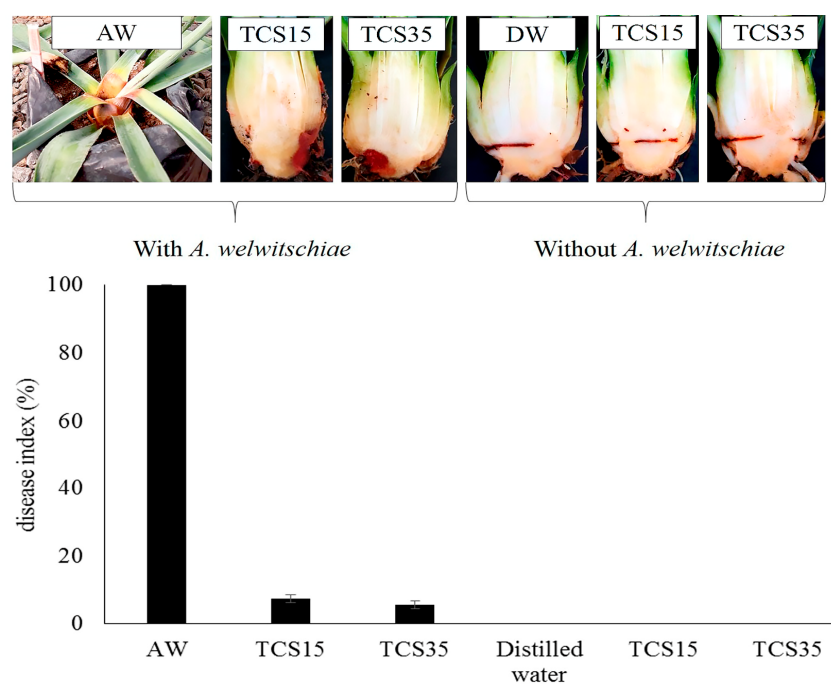 AW TCS15 TCS35 DW TCS15 TCS35
With A. welwitschiae Without A. welwitschiae
disease index (%)
100
80
60
40
20
0
AW TCS15 TCS35 Distilled water TCS15 TCS35